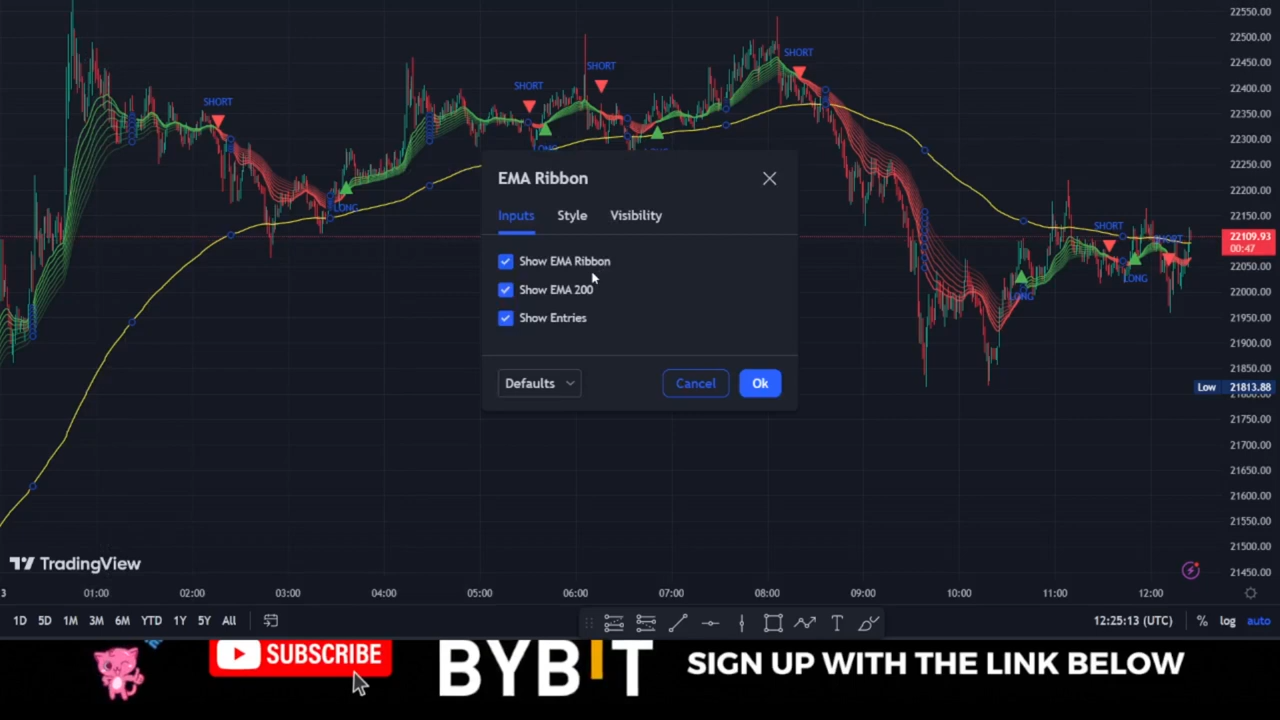 22550.00
22500.00
22450.00
22400.00
22350.00
22300.00
22250.00
22200.00
22150.00
22109.93
00:47
22050.00
22000.00
21950.00
21900.00
21850.00
Low 21813.88
21800.00
21750.00
21700.00
21650.00
21600.00
21550.00
21500.00
21450.00
SHORT
SHORT
SHORT
SHORT
SHORT
SHORT
LONG
LONG
LONG
LONG
EMA Ribbon
Inputs Style Visibility
Show EMA Ribbon
Show EMA 200
Show Entries
Defaults Cancel Ok
TradingView
3 01:00 02:00 03:00 04:00 05:00 06:00 07:00 08:00 09:00 10:00 11:00 12:00
1D 5D 1M 3M 6M YTD 1Y 5Y All 12:25:13 (UTC) % log auto
SUBSCRIBE
BYBIT
SIGN UP WITH THE LINK BELOW